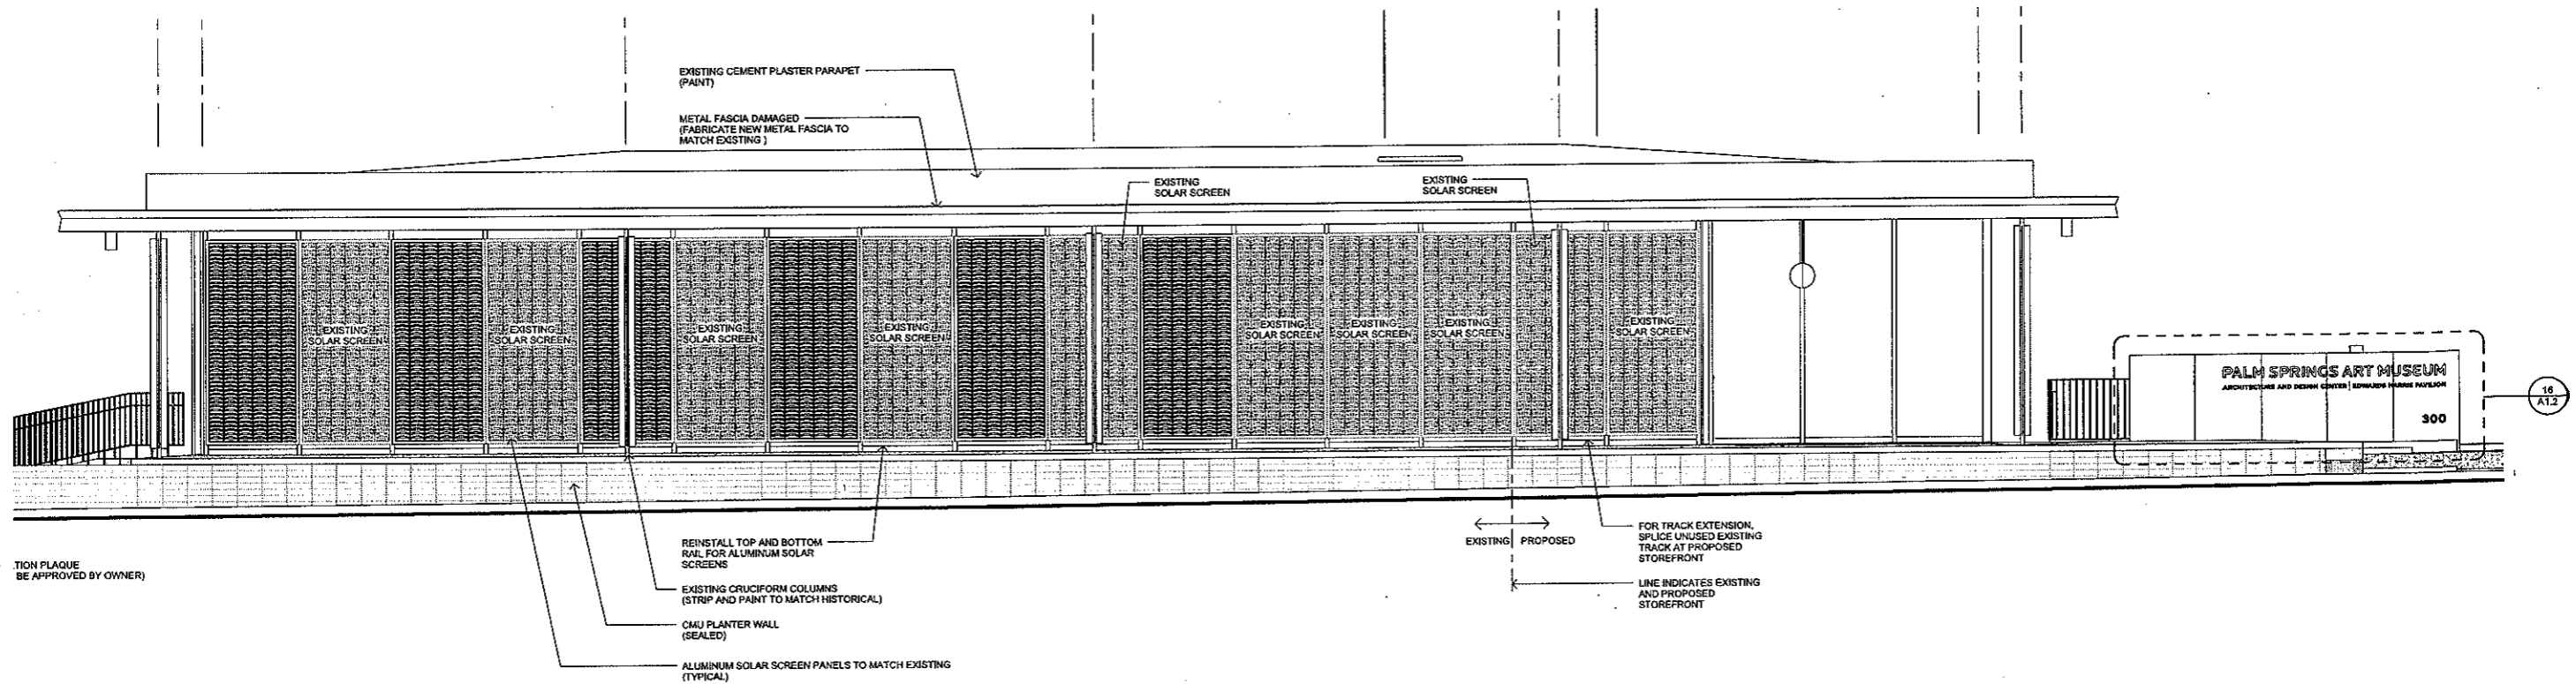 EXISTING CEMENT PLASTER PARAPET
(PAINT)
METAL FASCIA DAMAGED
(FABRICATE NEW METAL FASCIA TO
MATCH EXISTING )
EXISTING
SOLAR SCREEN
EXISTING
SOLAR SCREEN
EXISTING
SOLAR SCREEN
EXISTING
SOLAR SCREEN
EXISTING
SOLAR SCREEN
EXISTING
SOLAR SCREEN
EXISTING
SOLAR SCREEN
EXISTING
SOLAR SCREEN
EXISTING
SOLAR SCREEN
EXISTING
SOLAR SCREEN
PALM SPRINGS ART MUSEUM
ARCHITECTURE AND DESIGN CENTER | EDWARDS HARRIS PAVILION
300
16
A1.2
TION PLAQUE
BE APPROVED BY OWNER)
REINSTALL TOP AND BOTTOM
RAIL FOR ALUMINUM SOLAR
SCREENS
EXISTING CRUCIFORM COLUMNS
(STRIP AND PAINT TO MATCH HISTORICAL)
CMU PLANTER WALL
(SEALED)
ALUMINUM SOLAR SCREEN PANELS TO MATCH EXISTING
(TYPICAL)
EXISTING PROPOSED
FOR TRACK EXTENSION,
SPLICE UNUSED EXISTING
TRACK AT PROPOSED
STOREFRONT
LINE INDICATES EXISTING
AND PROPOSED
STOREFRONT